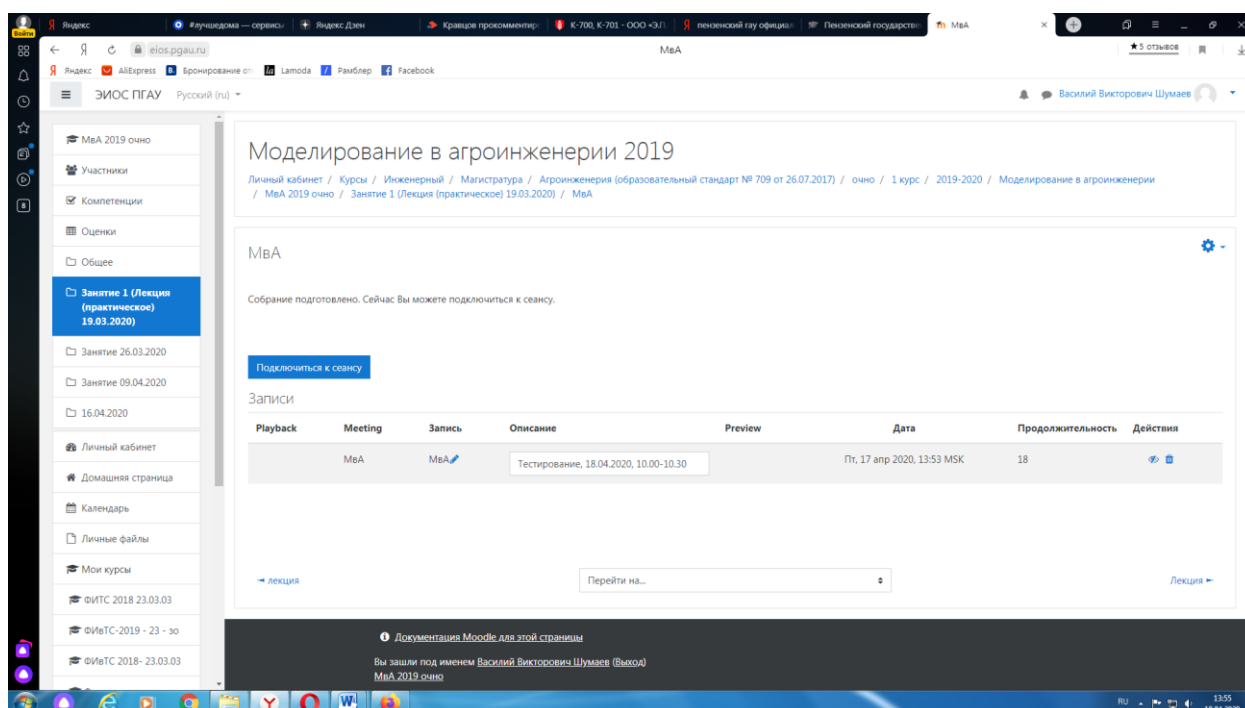 Войти
Яндекс
#лучшедома — сервисы
Яндекс.Дзен
Кравцов прокомментир
К-700, К-701 - ООО «Э.П.
пензенский гау официал
Пензенский государстве
МвА
eios.pgau.ru
МвА
★5 отзывов
Яндекс
AliExpress
Бронирование от
Lamoda
Рамблер
Facebook
ЭИОС ПГАУ
Русский (ru)
Василий Викторович Шумаев
МвА 2019 очно
Участники
Компетенции
Оценки
Общее
Занятие 1 (Лекция
(практическое)
19.03.2020)
Занятие 26.03.2020
Занятие 09.04.2020
16.04.2020
Личный кабинет
Домашняя страница
Календарь
Личные файлы
Мои курсы
ФИТС 2018 23.03.03
ФИвТС-2019 - 23 - зо
ФИвТС 2018- 23.03.03
Моделирование в агроинженерии 2019
Личный кабинет / Курсы / Инженерный / Магистратура / Агроинженерия (образовательный стандарт № 709 от 26.07.2017) / очно / 1 курс / 2019-2020 / Моделирование в агроинженерии
/ МвА 2019 очно / Занятие 1 (Лекция (практическое) 19.03.2020) / МвА
МвА
Собрание подготовлено. Сейчас Вы можете подключиться к сеансу.
Подключиться к сеансу
Записи
Playback Meeting Запись Описание Preview Дата Продолжительность Действия
МвА МвА Тестирование, 18.04.2020, 10.00-10.30 Пт, 17 апр 2020, 13:53 MSK 18
лекция
Перейти на...
Лекция
Документация Moodle для этой страницы
Вы зашли под именем Василий Викторович Шумаев (Выход)
МвА 2019 очно
RU
13:55